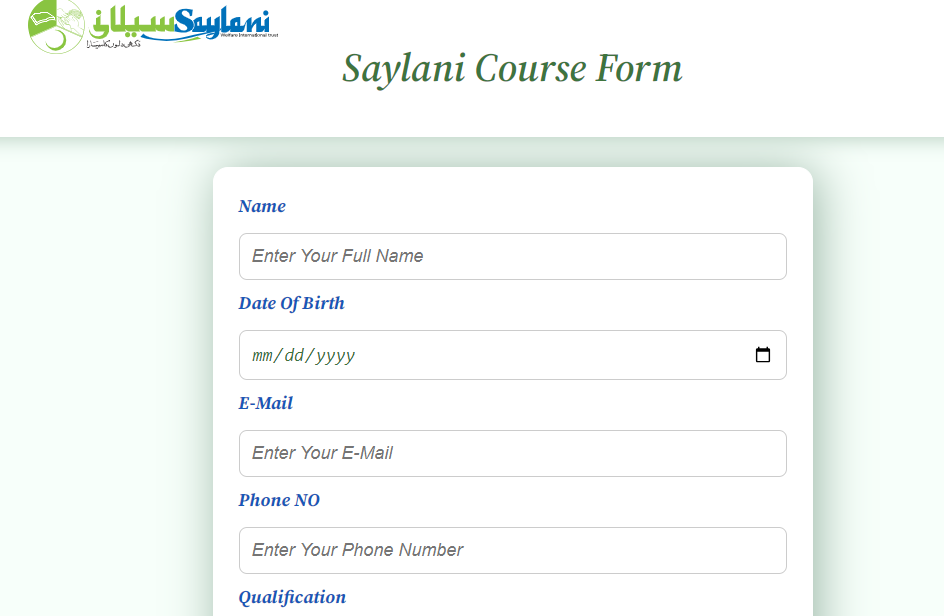 سیلانی Saylani
Welfare International trust
Saylani Course Form
Name
Enter Your Full Name
Date Of Birth
mm/dd/yyyy
E-Mail
Enter Your E-Mail
Phone NO
Enter Your Phone Number
Qualification